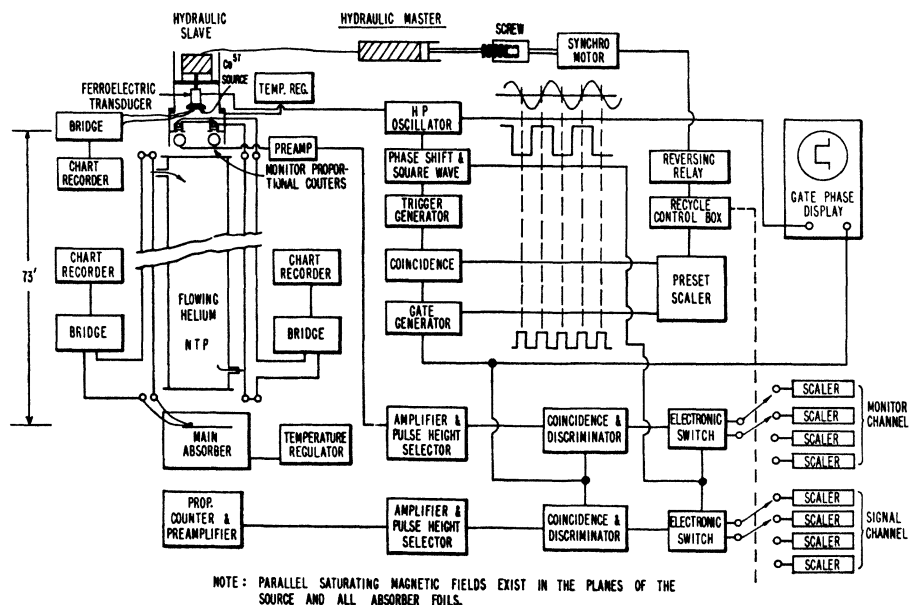 HYDRAULIC
SLAVE
HYDRAULIC MASTER
SCREW
SYNCHRO
MOTOR
Co57
SOURCE
FERROELECTRIC
TRANSDUCER
TEMP. REG.
BRIDGE
CHART
RECORDER
PREAMP
MONITOR PROPOR-
TIONAL COUTERS
HP
OSCILLATOR
PHASE SHIFT &
SQUARE WAVE
TRIGGER
GENERATOR
COINCIDENCE
GATE
GENERATOR
REVERSING
RELAY
RECYCLE
CONTROL BOX
PRESET
SCALER
GATE PHASE
DISPLAY
73'
CHART
RECORDER
BRIDGE
FLOWING
HELIUM
NTP
CHART
RECORDER
BRIDGE
MAIN
ABSORBER
TEMPERATURE
REGULATOR
AMPLIFIER &
PULSE HEIGHT
SELECTOR
COINCIDENCE &
DISCRIMINATOR
ELECTRONIC
SWITCH
SCALER
SCALER
SCALER
SCALER
MONITOR
CHANNEL
PROP.
COUNTER &
PREAMPLIFIER
AMPLIFIER &
PULSE HEIGHT
SELECTOR
COINCIDENCE &
DISCRIMINATOR
ELECTRONIC
SWITCH
SCALER
SCALER
SCALER
SCALER
SIGNAL
CHANNEL
NOTE: PARALLEL SATURATING MAGNETIC FIELDS EXIST IN THE PLANES OF THE
SOURCE AND ALL ABSORBER FOILS.